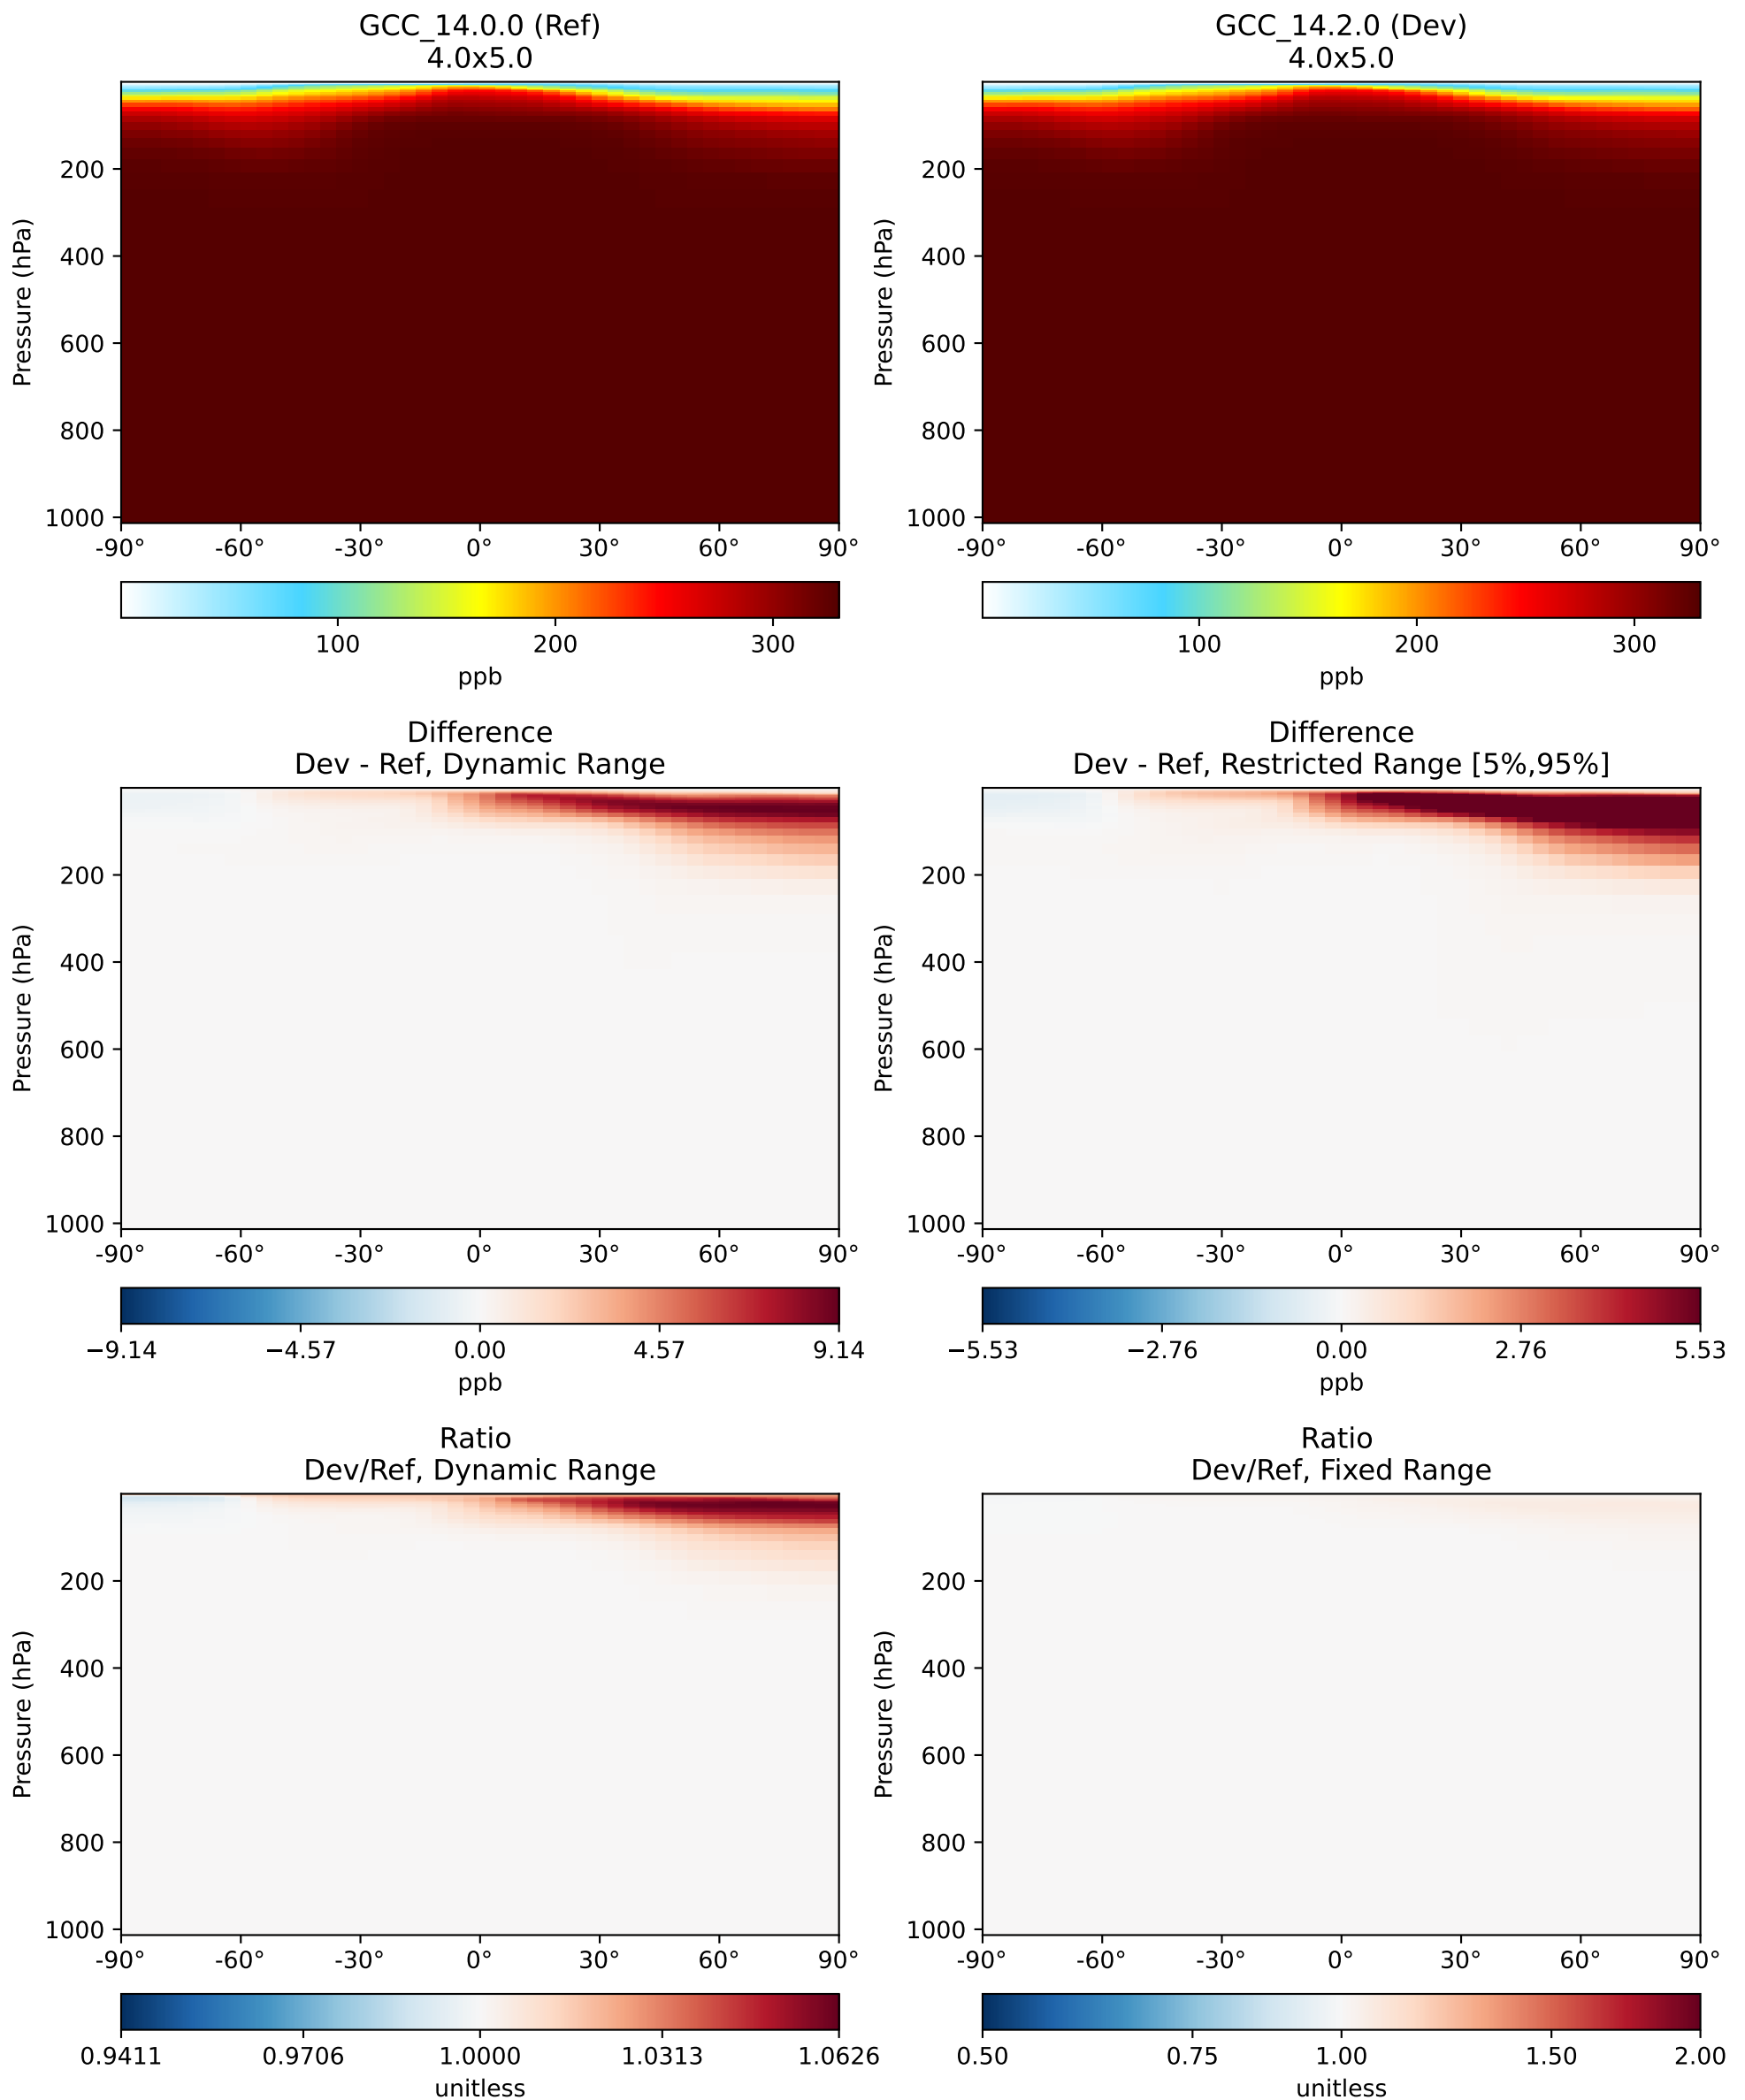 GCC_14.0.0 (Ref)
4.0x5.0
Pressure (hPa)
200
400
600
800
1000
-90° -60° -30° 0° 30° 60° 90°
100 200 300
ppb
GCC_14.2.0 (Dev)
4.0x5.0
Pressure (hPa)
200
400
600
800
1000
-90° -60° -30° 0° 30° 60° 90°
100 200 300
ppb
Difference
Dev - Ref, Dynamic Range
Pressure (hPa)
200
400
600
800
1000
-90° -60° -30° 0° 30° 60° 90°
−9.14 −4.57 0.00 4.57 9.14
ppb
Difference
Dev - Ref, Restricted Range [5%,95%]
Pressure (hPa)
200
400
600
800
1000
-90° -60° -30° 0° 30° 60° 90°
−5.53 −2.76 0.00 2.76 5.53
ppb
Ratio
Dev/Ref, Dynamic Range
Pressure (hPa)
200
400
600
800
1000
-90° -60° -30° 0° 30° 60° 90°
0.9411 0.9706 1.0000 1.0313 1.0626
unitless
Ratio
Dev/Ref, Fixed Range
Pressure (hPa)
200
400
600
800
1000
-90° -60° -30° 0° 30° 60° 90°
0.50 0.75 1.00 1.50 2.00
unitless